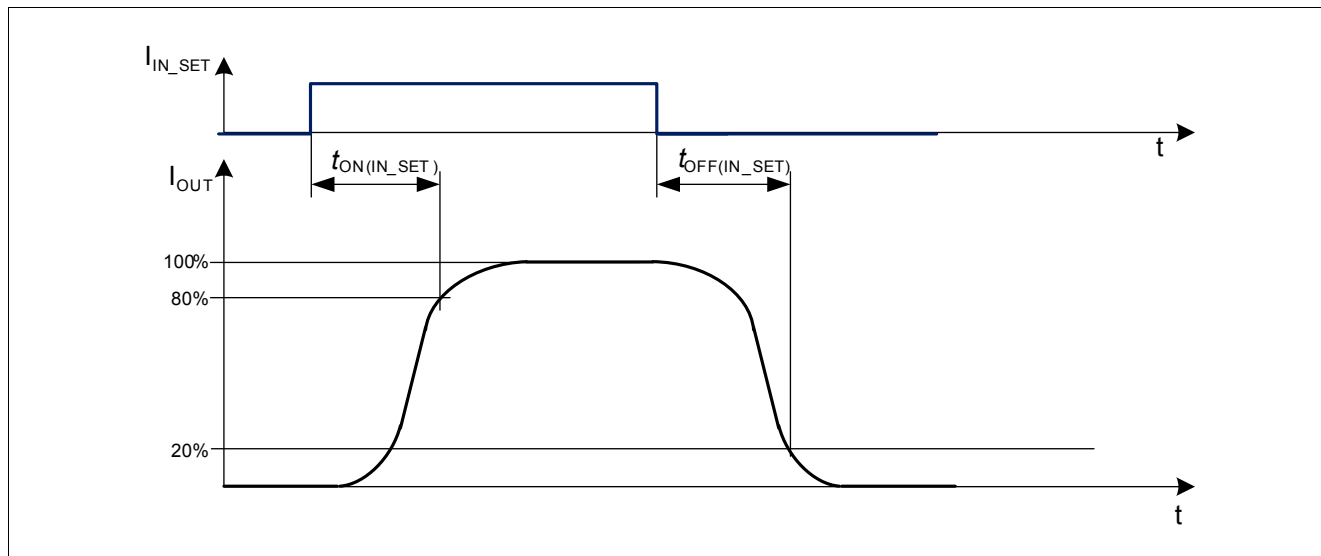 I_IN_SET
t
t_ON(IN_SET)
t_OFF(IN_SET)
I_OUT
100%
80%
20%
t